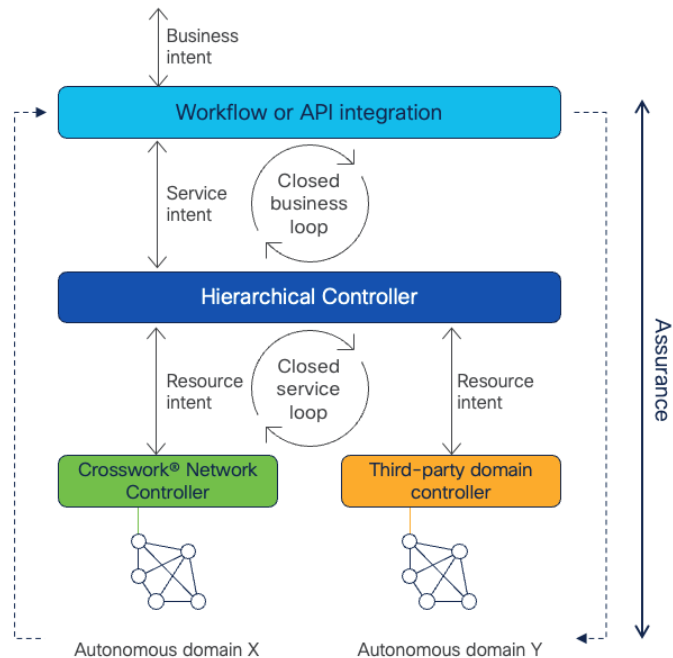 Business
intent
Workflow or API integration
Service
intent
Closed
business
loop
Hierarchical Controller
Resource
intent
Closed
service
loop
Resource
intent
Assurance
Crosswork® Network
Controller
Third-party domain
controller
Autonomous domain X
Autonomous domain Y